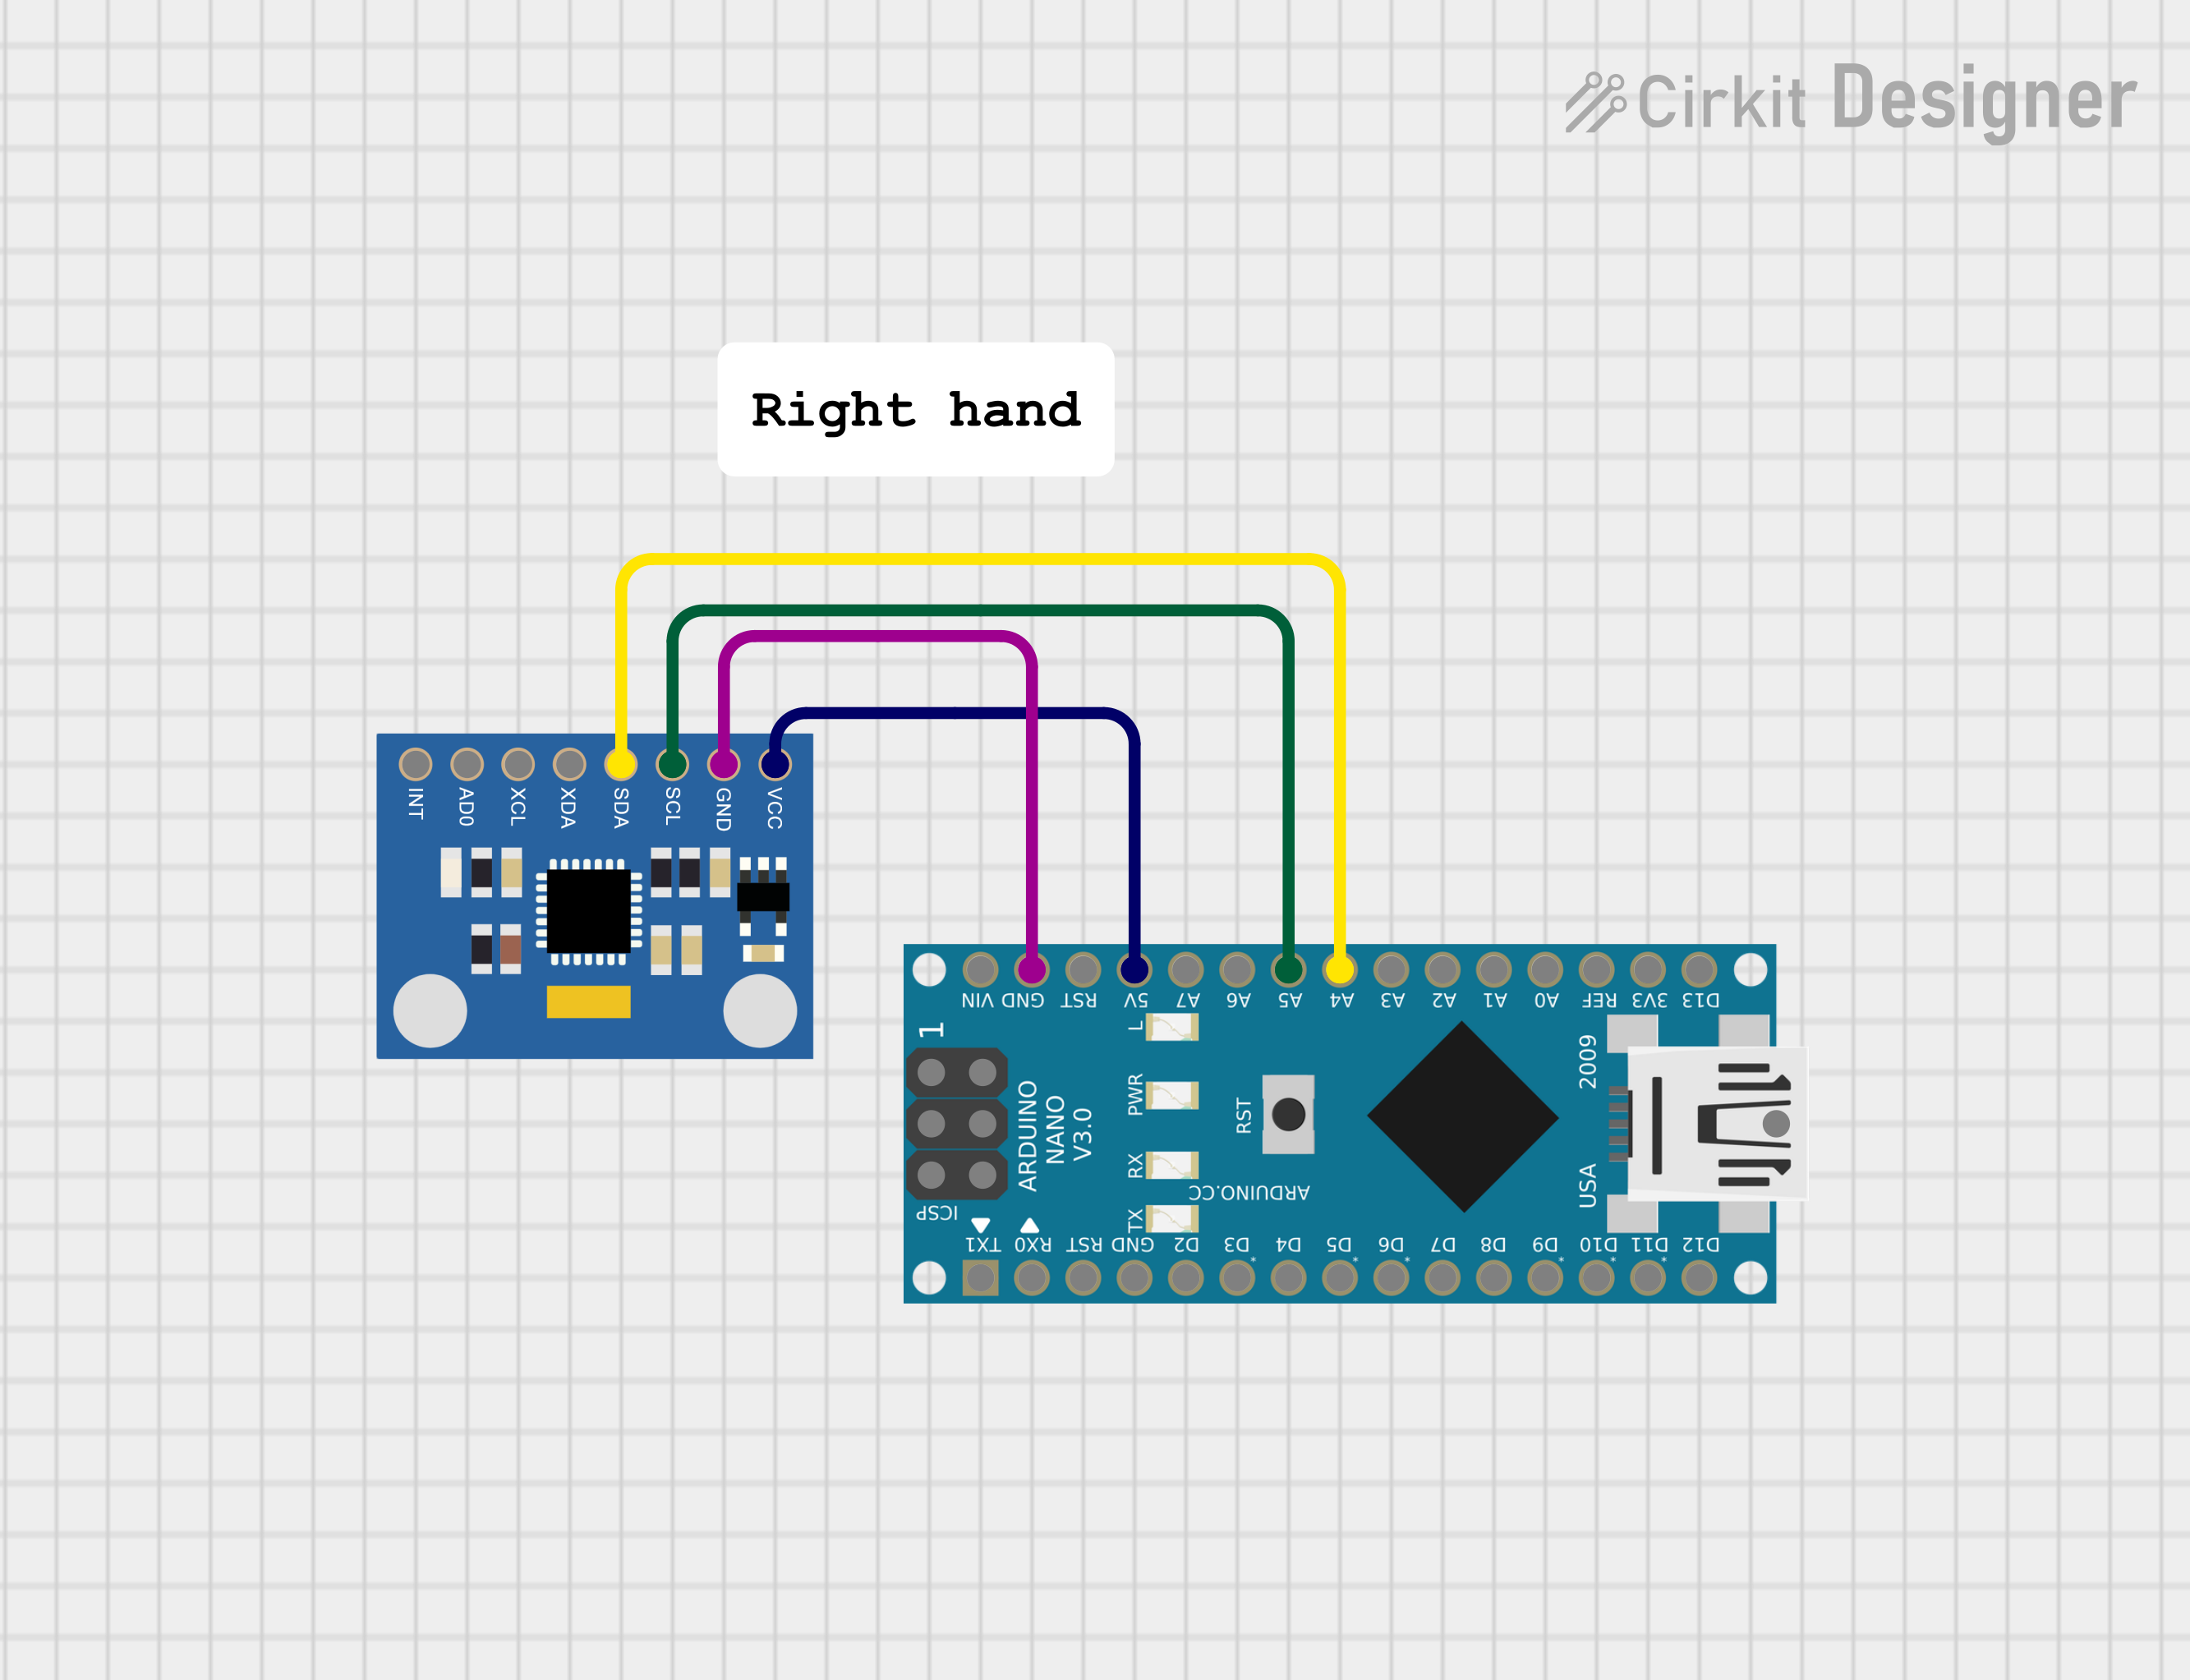 Cirkit Designer
Right hand
INT AD0 XCL XDA SDA SCL GND VCC
VIN GND RST 5V A7 A6 A5 A4 A3 A2 A1 A0 REF 3V3 D13
1
L
PWR
RX
TX
ARDUINO
NANO
V3.0
RST
2009
USA
ARDUINO.CC
ICSP
TX1 RX0 RST GND D2 D3 D4 D5 D6 D7 D8 D9 D10 D11 D12
* * * * * *